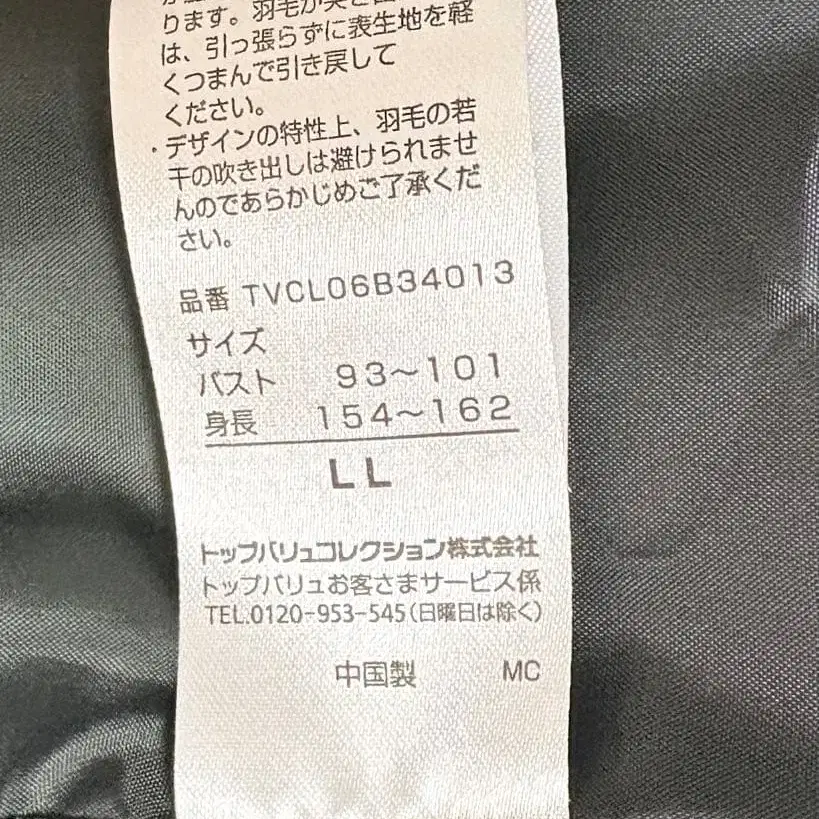 ります。羽毛が
は、引っ張らずに表生地を軽
くつまんで引き戻して
ください。
・デザインの特性上、羽毛の若
干の吹き出しは避けられませ
んのであらかじめご了承くだ
さい。
品番 TVCL06B34013
サイズ
バスト 93～101
身長 154～162
LL
トップバリュコレクション株式会社
トップバリュお客さまサービス係
TEL.0120-953-545(日曜日は除く)
中国製 MC